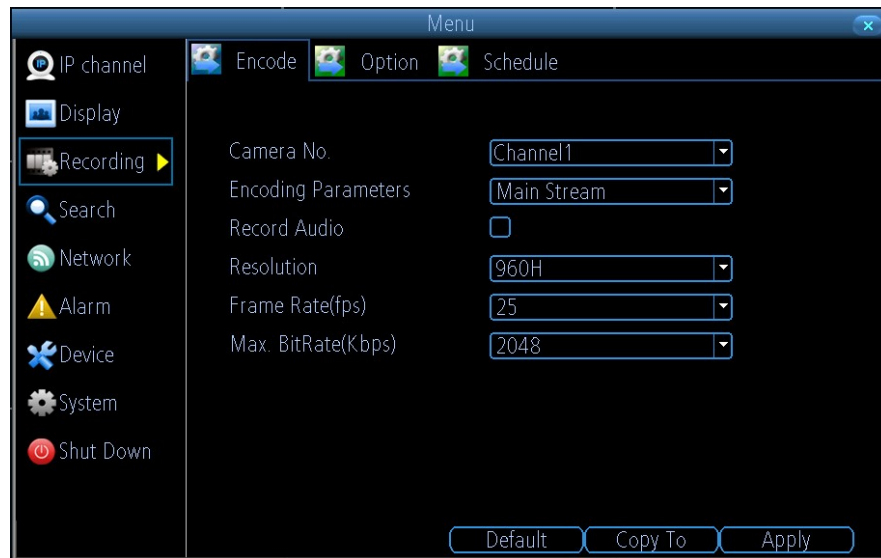 Menu
IP channel
Display
Recording
Search
Network
Alarm
Device
System
Shut Down
Encode Option Schedule
Camera No. Channel1
Encoding Parameters Main Stream
Record Audio
Resolution 960H
Frame Rate(fps) 25
Max. BitRate(Kbps) 2048
Default Copy To Apply